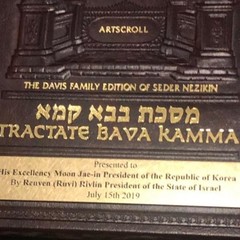 ARTSCROLL
THE DAVIS FAMILY EDITION OF SEDER NEZIKIN
מסכת בבא קמא
TRACTATE BAVA KAMMA
Presented to
His Excellency Moon Jae-in President of the Republic of Korea
By Reuven (Ruvi) Rivlin President of the State of Israel
July 15th 2019